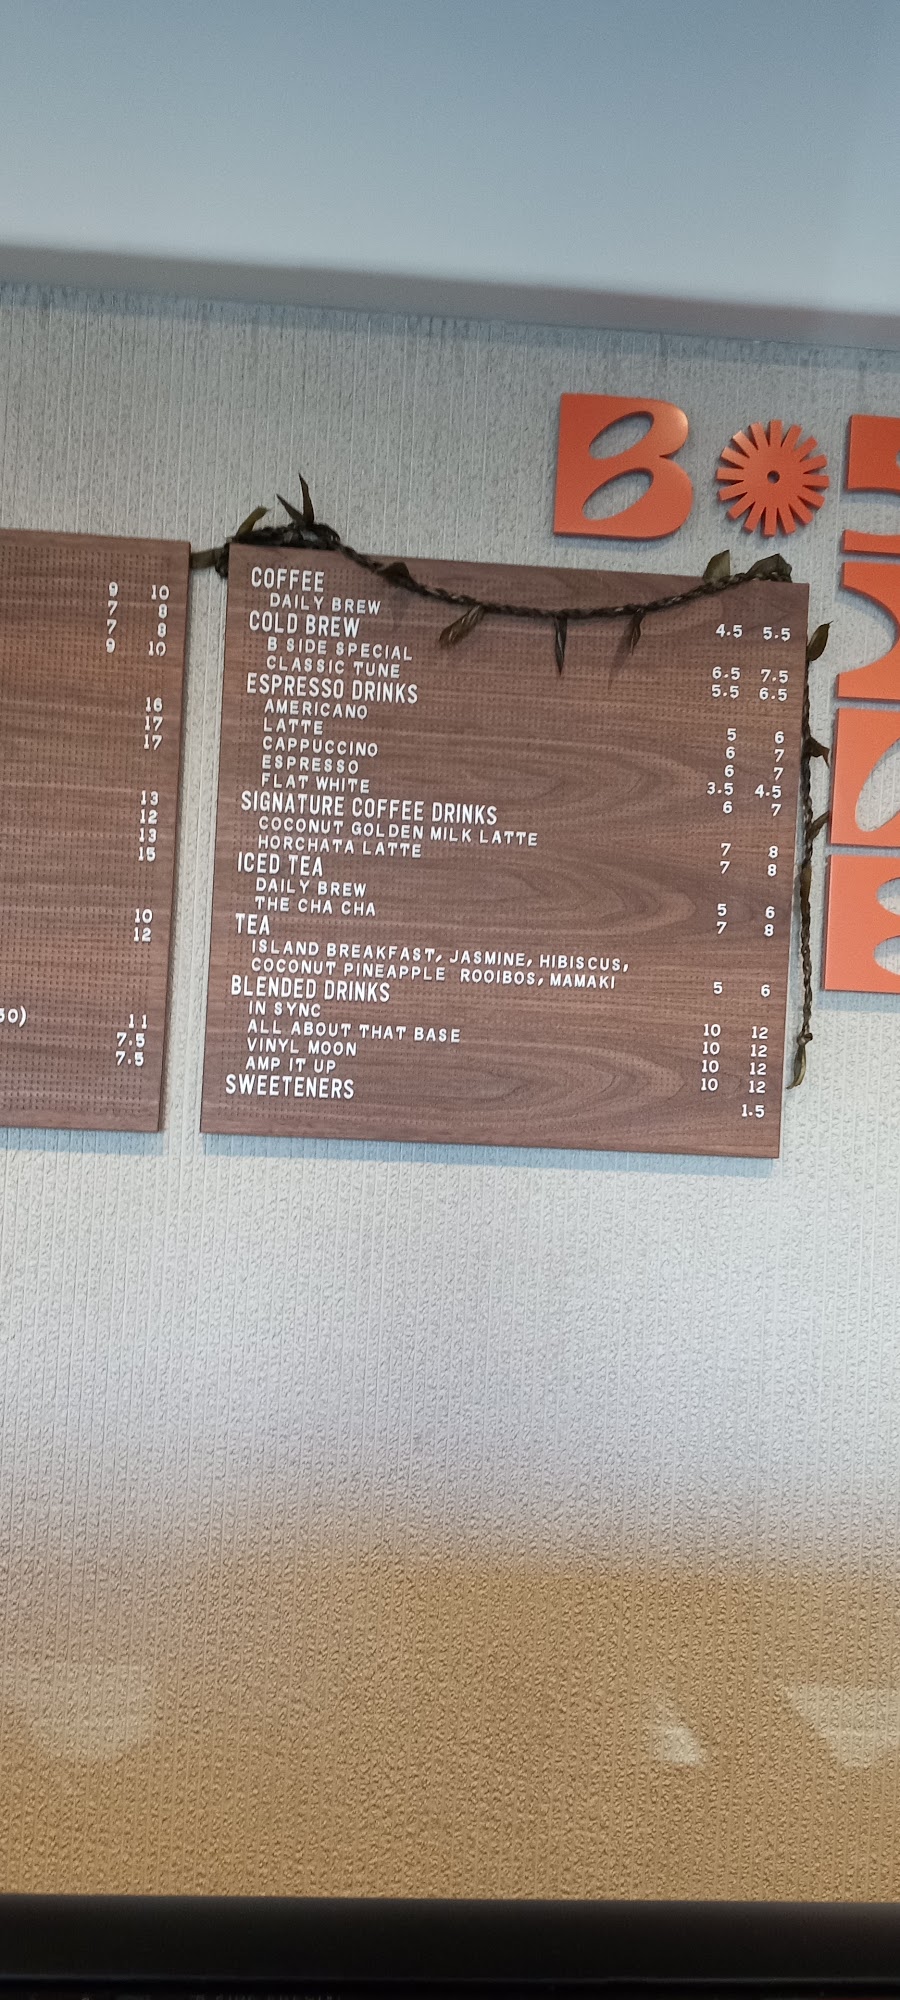 9 10
7 8
7 8
9 10
16
17
17
13
12
13
15
10
12
11
7.5
7.5
COFFEE
DAILY BREW 4.5 5.5
COLD BREW
B SIDE SPECIAL 6.5 7.5
CLASSIC TUNE 5.5 6.5
ESPRESSO DRINKS
AMERICANO 5 6
LATTE 6 7
CAPPUCCINO 6 7
ESPRESSO 3.5 4.5
FLAT WHITE 6 7
SIGNATURE COFFEE DRINKS
COCONUT GOLDEN MILK LATTE 7 8
HORCHATA LATTE 7 8
ICED TEA
DAILY BREW 5 6
THE CHA CHA 7 8
TEA
ISLAND BREAKFAST, JASMINE, HIBISCUS,
COCONUT PINEAPPLE ROOIBOS, MAMAKI 5 6
BLENDED DRINKS
IN SYNC 10 12
ALL ABOUT THAT BASE 10 12
VINYL MOON 10 12
AMP IT UP 10 12
SWEETENERS 1.5
B